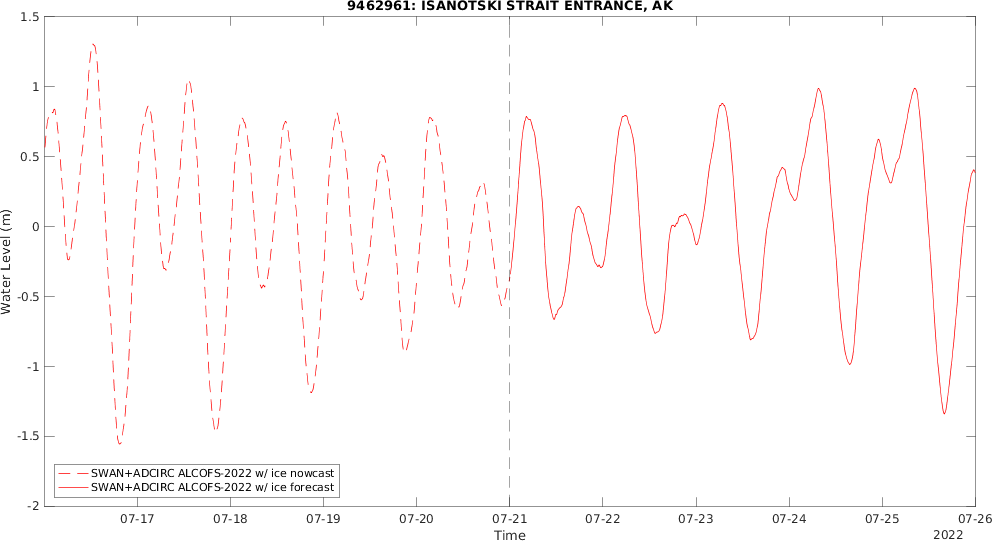 9462961: ISANOTSKI STRAIT ENTRANCE, AK
1.5
1
0.5
0
-0.5
-1
-1.5
-2
Water Level (m)
SWAN+ADCIRC ALCOFS-2022 w/ ice nowcast
SWAN+ADCIRC ALCOFS-2022 w/ ice forecast
07-17 07-18 07-19 07-20 07-21 07-22 07-23 07-24 07-25 07-26
Time
2022